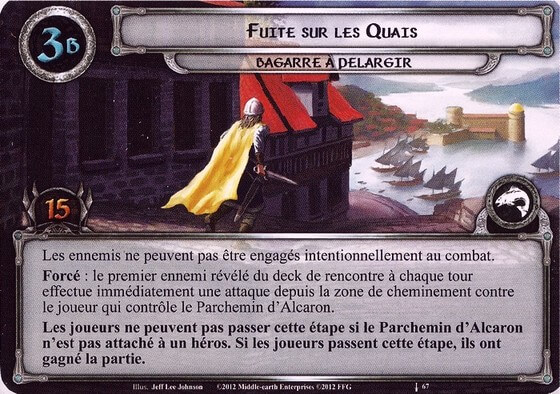 3B
Fuite sur les Quais
Bagarre à Pelargir
15
Les ennemis ne peuvent pas être engagés intentionnellement au combat.
Forcé : le premier ennemi révélé du deck de rencontre à chaque tour
effectue immédiatement une attaque depuis la zone de cheminement contre
le joueur qui contrôle le Parchemin d'Alcaron.
Les joueurs ne peuvent pas passer cette étape si le Parchemin d'Alcaron
n'est pas attaché à un héros. Si les joueurs passent cette étape, ils ont
gagné la partie.
Illus. Jeff Lee Johnson ©2012 Middle-earth Enterprises ©2012 FFG 67